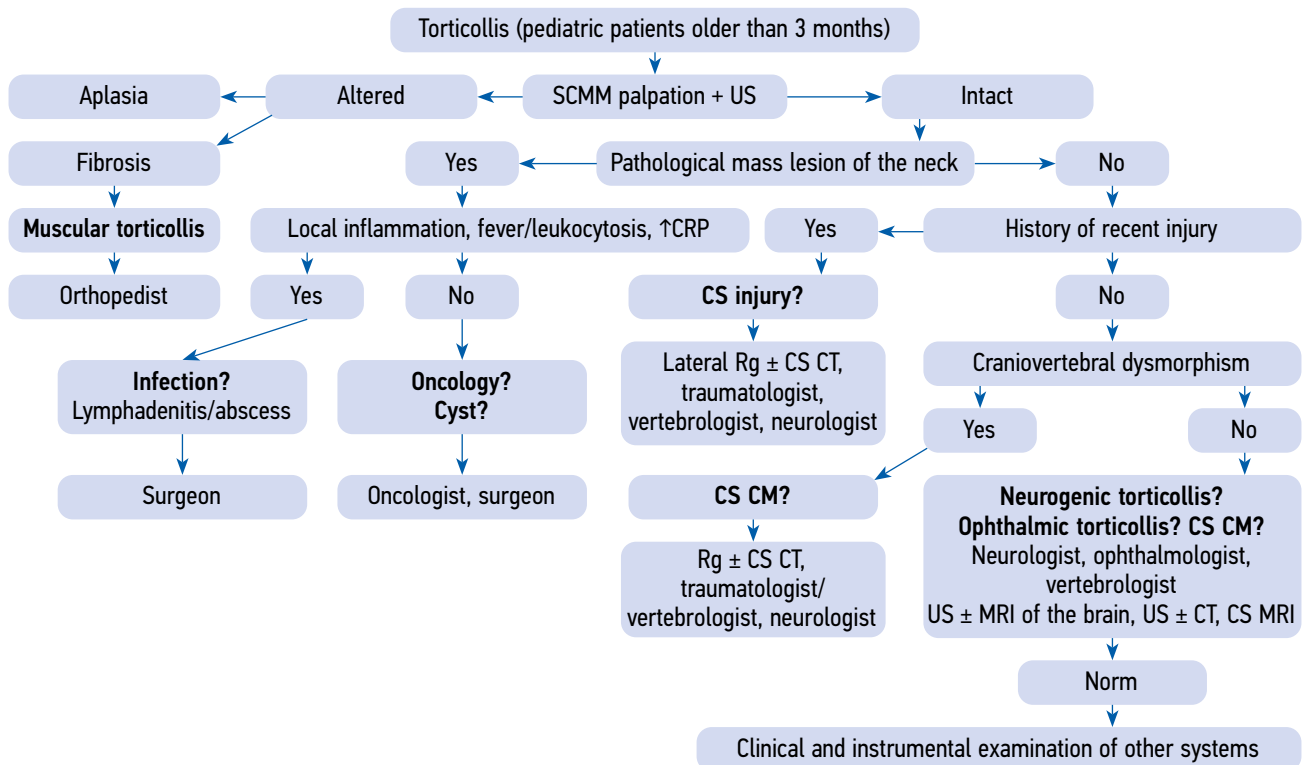 Torticollis (pediatric patients older than 3 months)
Aplasia
Altered
SCMM palpation + US
Intact
Fibrosis
Yes
Pathological mass lesion of the neck
No
Muscular torticollis
Local inflammation, fever/leukocytosis, ↑CRP
Yes
History of recent injury
Orthopedist
Yes
No
CS injury?
No
Infection?
Lymphadenitis/abscess
Oncology?
Cyst?
Lateral Rg ± CS CT,
traumatologist,
vertebrologist, neurologist
Craniovertebral dysmorphism
Yes
No
Surgeon
Oncologist, surgeon
CS CM?
Rg ± CS CT,
traumatologist/
vertebrologist, neurologist
Neurogenic torticollis?
Ophthalmic torticollis? CS CM?
Neurologist, ophthalmologist,
vertebrologist
US ± MRI of the brain, US ± CT, CS MRI
Norm
Clinical and instrumental examination of other systems